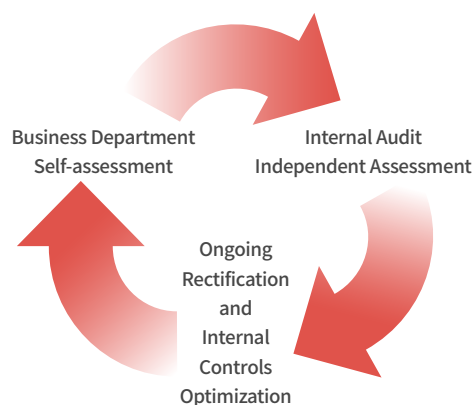 Business Department
Self-assessment
Internal Audit
Independent Assessment
Ongoing
Rectification
and
Internal
Controls
Optimization